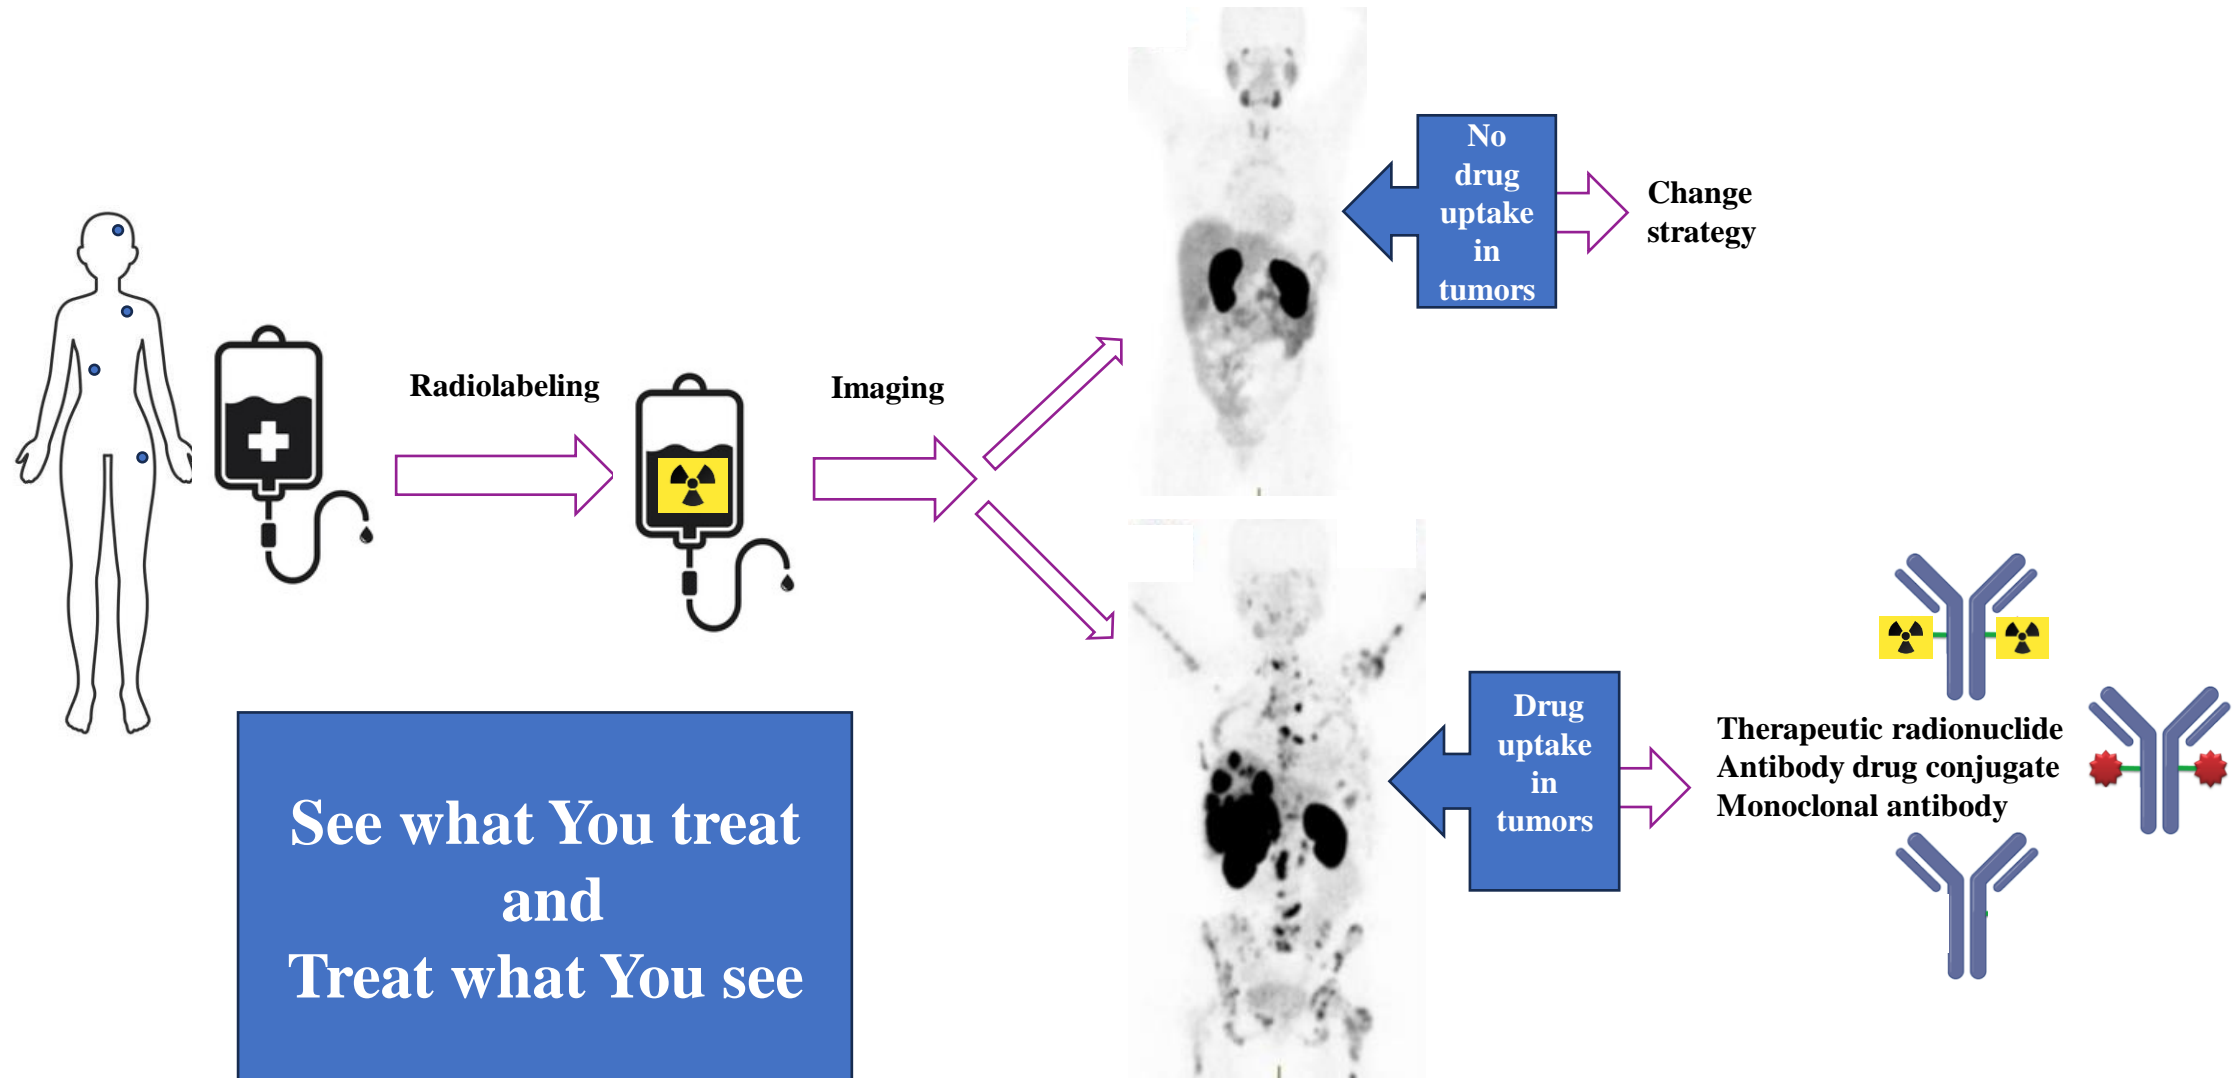 No
drug
uptake
in
tumors
Change
strategy
Radiolabeling
Imaging
Drug
uptake
in
tumors
Therapeutic radionuclide
Antibody drug conjugate
Monoclonal antibody
See what You treat
and
Treat what You see